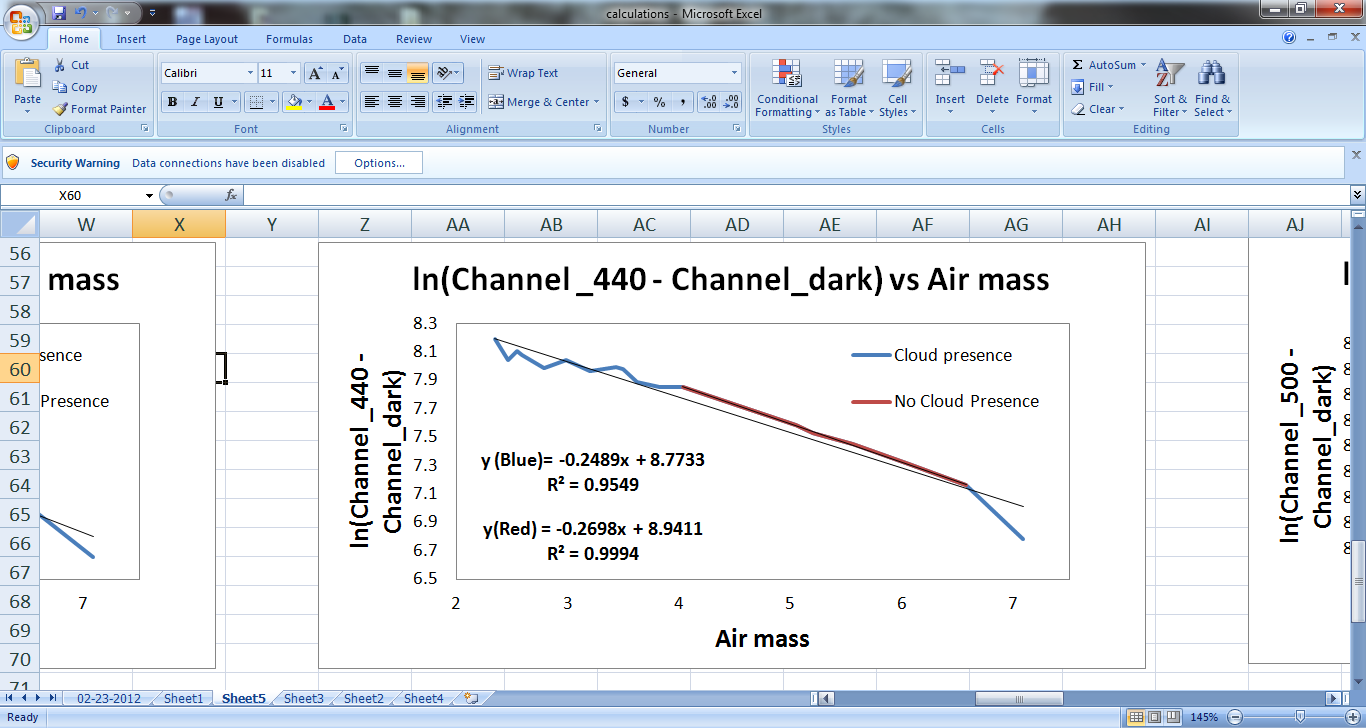 calculations - Microsoft Excel
Home Insert Page Layout Formulas Data Review View
Paste
Cut
Copy
Format Painter
Clipboard
Calibri 11
B I U
Font
Wrap Text
Merge & Center
Alignment
General
$ % ,
Number
Conditional Formatting
Format as Table
Cell Styles
Styles
Insert Delete Format
Cells
Σ AutoSum
Fill
Clear
Sort & Filter
Find & Select
Editing
Security Warning Data connections have been disabled Options...
X60 fx
W X Y Z AA AB AC AD AE AF AG AH AI AJ
56
57
58
59
60
61
62
63
64
65
66
67
68
69
70
71
mass
sence
Presence
7
ln(Channel _440 - Channel_dark) vs Air mass
ln(Channel _440 -
Channel_dark)
8.3
8.1
7.9
7.7
7.5
7.3
7.1
6.9
6.7
6.5
Cloud presence
No Cloud Presence
y (Blue)= -0.2489x + 8.7733
R² = 0.9549
y(Red) = -0.2698x + 8.9411
R² = 0.9994
2 3 4 5 6 7
Air mass
ln(Channel_500 -
Channel_dark)
02-23-2012 Sheet1 Sheet5 Sheet3 Sheet2 Sheet4
Ready 145%